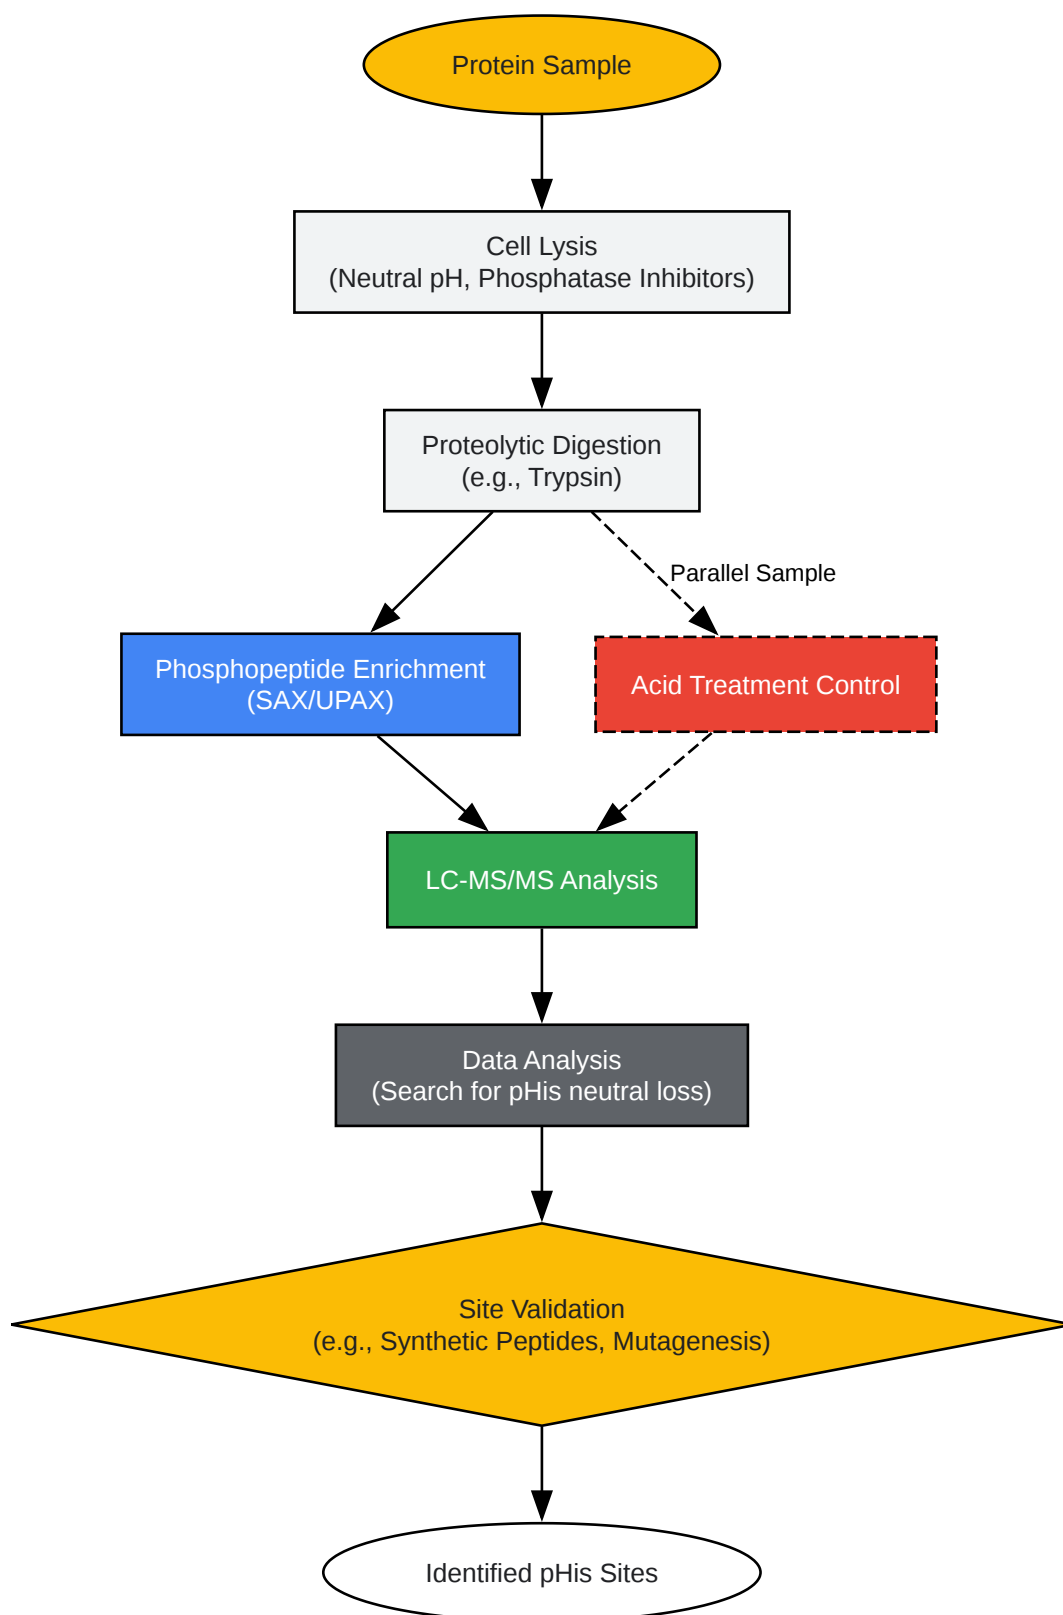 Protein Sample
Cell Lysis
(Neutral pH, Phosphatase Inhibitors)
Proteolytic Digestion
(e.g., Trypsin)
Parallel Sample
Phosphopeptide Enrichment
(SAX/UPAX)
Acid Treatment Control
LC-MS/MS Analysis
Data Analysis
(Search for pHis neutral loss)
Site Validation
(e.g., Synthetic Peptides, Mutagenesis)
Identified pHis Sites